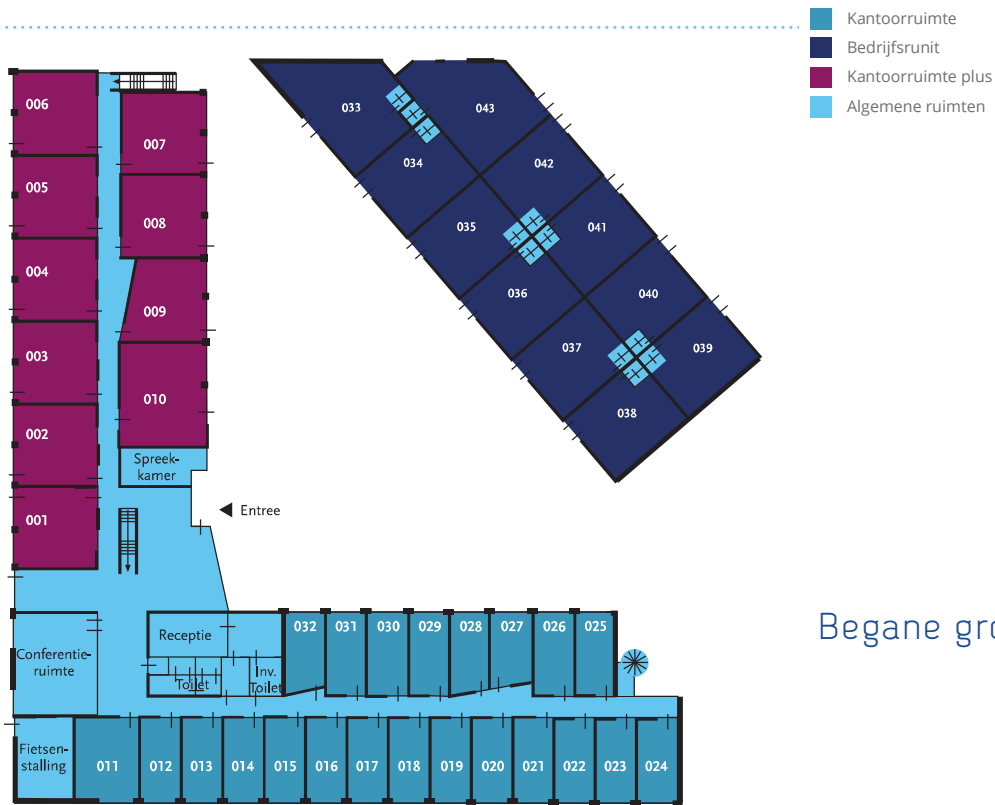 Kantoorruimte
Bedrijfsrunit
Kantoorruimte plus
Algemene ruimten
006
007
005
008
004
009
003
010
002
Spreek-
kamer
001
Entree
033
043
034
042
035
041
036
040
037
039
038
Receptie
Conferentie-
ruimte
Toilet
Inv.
Toilet
032
031
030
029
028
027
026
025
Fietsen-
stalling
011
012
013
014
015
016
017
018
019
020
021
022
023
024
Begane gro